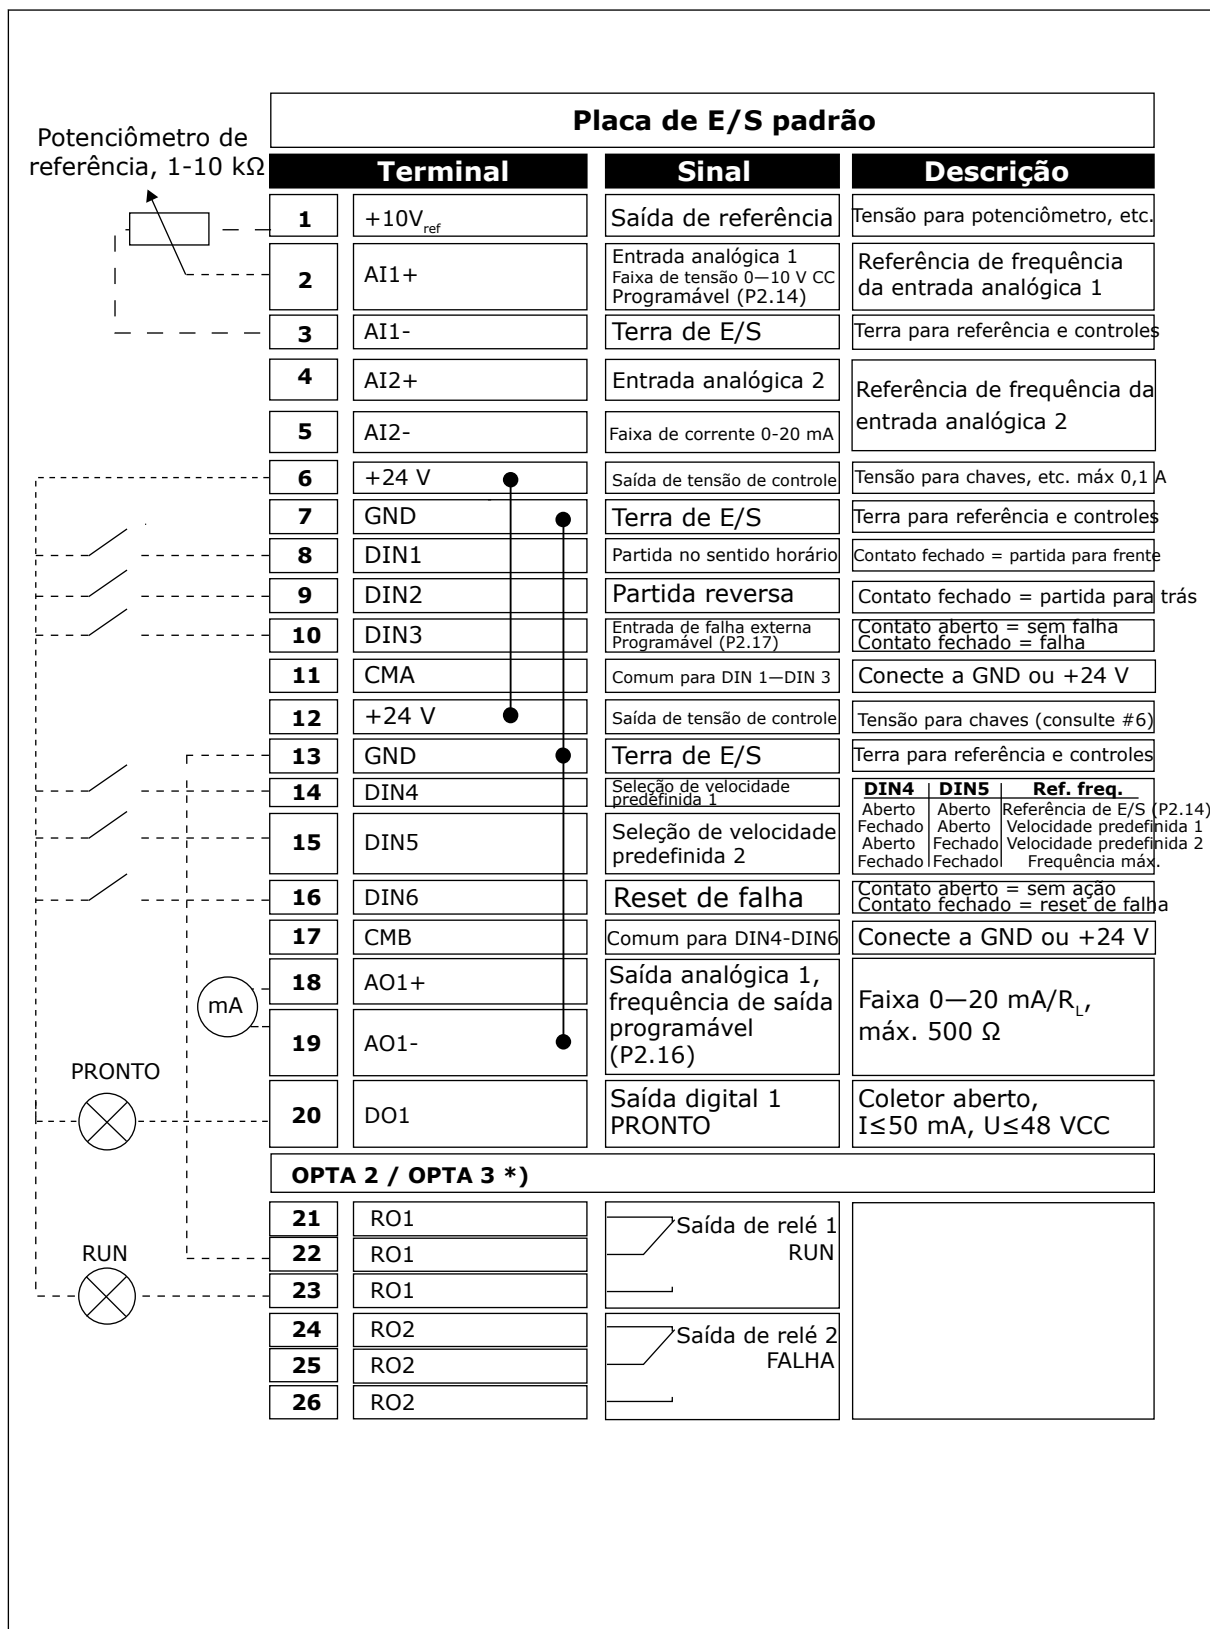 Placa de E/S padrão
Potenciômetro de
referência, 1-10 kΩ
Terminal Sinal Descrição
1 +10Vref Saída de referência Tensão para potenciômetro, etc.
2 AI1+ Entrada analógica 1
Faixa de tensão 0—10 V CC
Programável (P2.14)
Referência de frequência
da entrada analógica 1
3 AI1- Terra de E/S Terra para referência e controles
4 AI2+ Entrada analógica 2
Referência de frequência da
entrada analógica 2
5 AI2- Faixa de corrente 0-20 mA
6 +24 V Saída de tensão de controle Tensão para chaves, etc. máx 0,1 A
7 GND Terra de E/S Terra para referência e controles
8 DIN1 Partida no sentido horário Contato fechado = partida para frente
9 DIN2 Partida reversa Contato fechado = partida para trás
10 DIN3 Entrada de falha externa
Programável (P2.17)
Contato aberto = sem falha
Contato fechado = falha
11 CMA Comum para DIN 1—DIN 3 Conecte a GND ou +24 V
12 +24 V Saída de tensão de controle Tensão para chaves (consulte #6)
13 GND Terra de E/S Terra para referência e controles
14 DIN4 Seleção de velocidade
predefinida 1
15 DIN5 Seleção de velocidade
predefinida 2
DIN4 DIN5 Ref. freq.
Aberto Aberto Referência de E/S (P2.14)
Fechado Aberto Velocidade predefinida 1
Aberto Fechado Velocidade predefinida 2
Fechado Fechado Frequência máx.
16 DIN6 Reset de falha Contato aberto = sem ação
Contato fechado = reset de falha
17 CMB Comum para DIN4-DIN6 Conecte a GND ou +24 V
18 AO1+
19 AO1-
Saída analógica 1,
frequência de saída
programável
(P2.16)
Faixa 0—20 mA/RL,
máx. 500 Ω
mA
PRONTO
20 DO1 Saída digital 1
PRONTO
Coletor aberto,
I≤50 mA, U≤48 VCC
OPTA 2 / OPTA 3 *)
21 RO1
22 RO1
23 RO1
Saída de relé 1
RUN
RUN
24 RO2
25 RO2
26 RO2
Saída de relé 2
FALHA